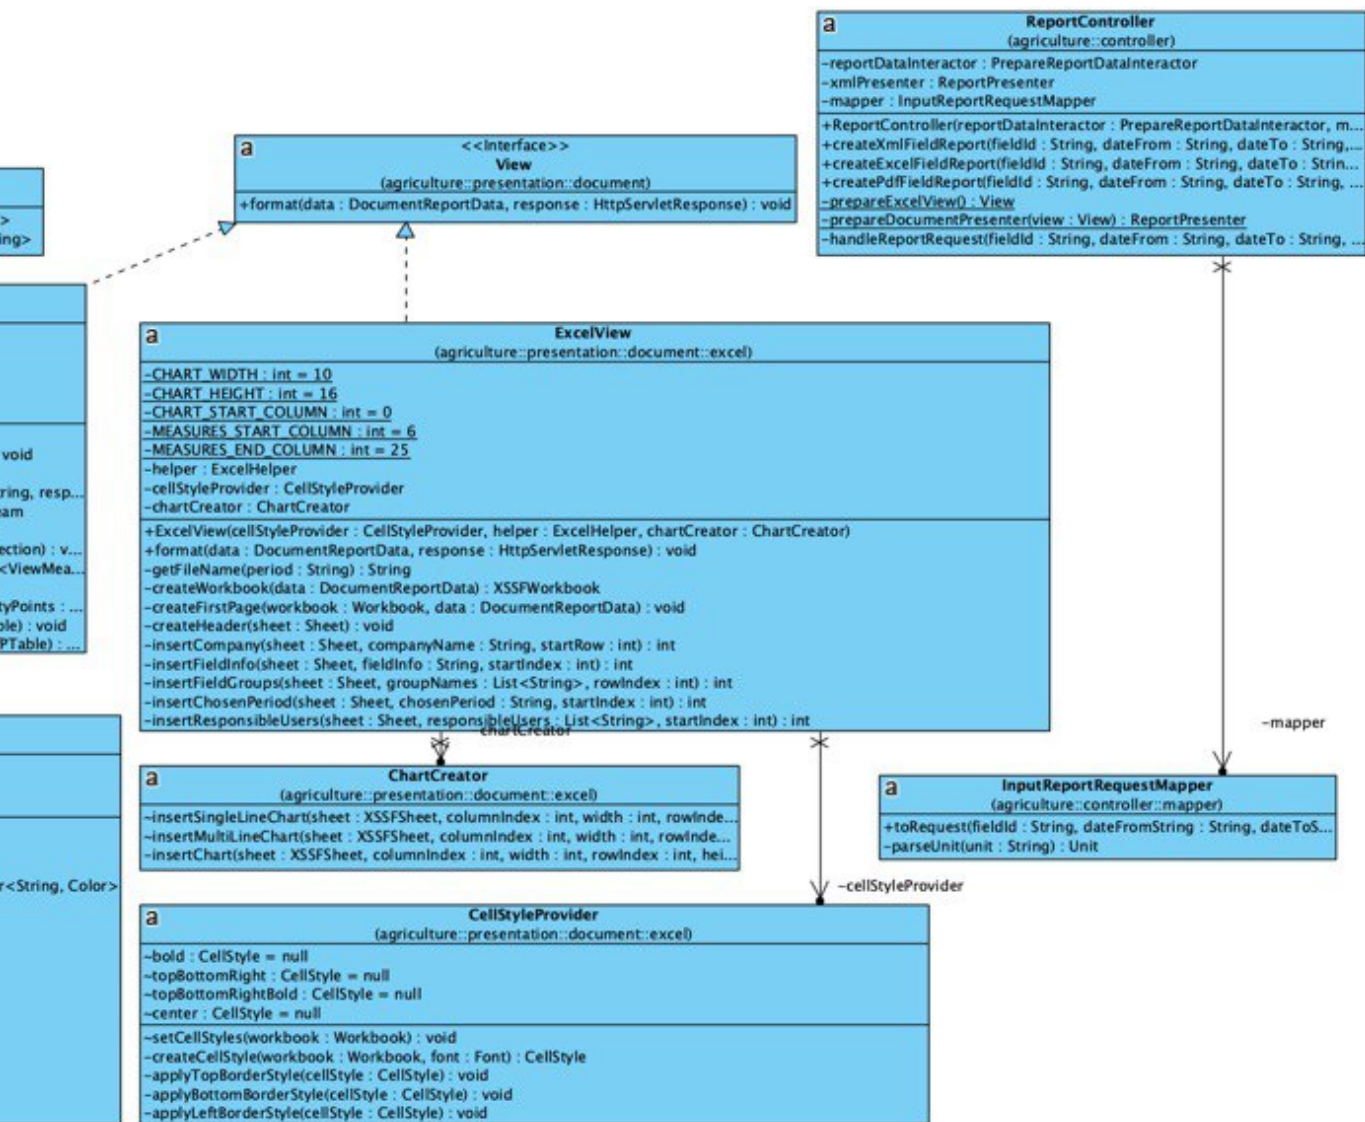 a
ReportController
(agriculture::controller)
-reportDataInteractor : PrepareReportDataInteractor
-xmlPresenter : ReportPresenter
-mapper : InputReportRequestMapper
+ReportController(reportDataInteractor : PrepareReportDataInteractor, m...
+createXmlFieldReport(fieldId : String, dateFrom : String, dateTo : String,...
+createExcelFieldReport(fieldId : String, dateFrom : String, dateTo : Strin...
+createPdfFieldReport(fieldId : String, dateFrom : String, dateTo : String, ...
-prepareExcelView() : View
-prepareDocumentPresenter(view : View) : ReportPresenter
-handleReportRequest(fieldId : String, dateFrom : String, dateTo : String, ...
a
<<Interface>>
View
(agriculture::presentation::document)
+format(data : DocumentReportData, response : HttpServletResponse) : void
>
ing>
void
ring, resp...
eam
ection) : v...
<ViewMea...
tyPoints : ...
ble) : void
PTable) : ...
a
ExcelView
(agriculture::presentation::document::excel)
-CHART_WIDTH : int = 10
-CHART_HEIGHT : int = 16
-CHART_START_COLUMN : int = 0
-MEASURES_START_COLUMN : int = 6
-MEASURES_END_COLUMN : int = 25
-helper : ExcelHelper
-cellStyleProvider : CellStyleProvider
-chartCreator : ChartCreator
+ExcelView(cellStyleProvider : CellStyleProvider, helper : ExcelHelper, chartCreator : ChartCreator)
+format(data : DocumentReportData, response : HttpServletResponse) : void
-getFileName(period : String) : String
-createWorkbook(data : DocumentReportData) : XSSFWorkbook
-createFirstPage(workbook : Workbook, data : DocumentReportData) : void
-createHeader(sheet : Sheet) : void
-insertCompany(sheet : Sheet, companyName : String, startRow : int) : int
-insertFieldInfo(sheet : Sheet, fieldInfo : String, startIndex : int) : int
-insertFieldGroups(sheet : Sheet, groupNames : List<String>, rowIndex : int) : int
-insertChosenPeriod(sheet : Sheet, chosenPeriod : String, startIndex : int) : int
-insertResponsibleUsers(sheet : Sheet, responsibleUsers : List<String>, startIndex : int) : int
-chartCreator
-mapper
a
ChartCreator
(agriculture::presentation::document::excel)
~insertSingleLineChart(sheet : XSSFSheet, columnIndex : int, width : int, rowInde...
~insertMultiLineChart(sheet : XSSFSheet, columnIndex : int, width : int, rowInde...
-insertChart(sheet : XSSFSheet, columnIndex : int, width : int, rowIndex : int, hei...
a
InputReportRequestMapper
(agriculture::controller::mapper)
+toRequest(fieldId : String, dateFromString : String, dateToS...
-parseUnit(unit : String) : Unit
r<String, Color>
-cellStyleProvider
a
CellStyleProvider
(agriculture::presentation::document::excel)
~bold : CellStyle = null
~topBottomRight : CellStyle = null
~topBottomRightBold : CellStyle = null
~center : CellStyle = null
~setCellStyles(workbook : Workbook) : void
-createCellStyle(workbook : Workbook, font : Font) : CellStyle
-applyTopBorderStyle(cellStyle : CellStyle) : void
-applyBottomBorderStyle(cellStyle : CellStyle) : void
-applyLeftBorderStyle(cellStyle : CellStyle) : void